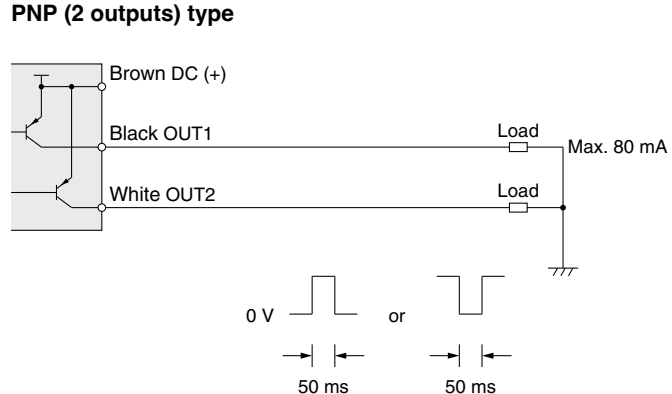 PNP (2 outputs) type
Brown DC (+)
Black OUT1
Load
Max. 80 mA
White OUT2
Load
0 V
or
50 ms
50 ms